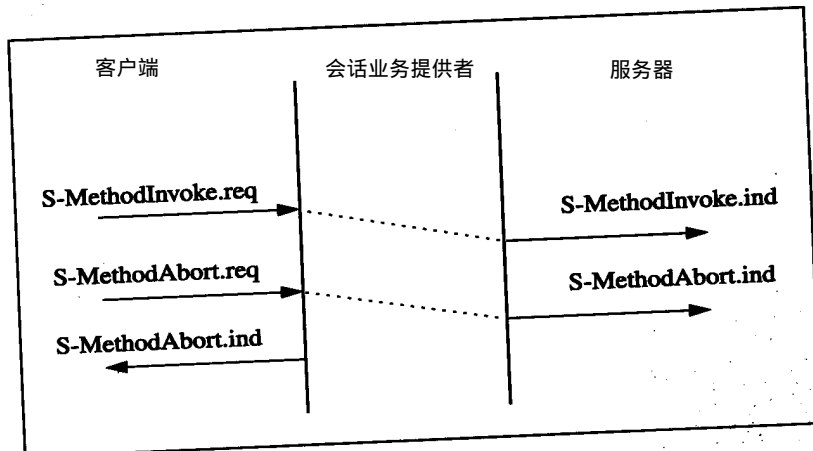 客户端 会话业务提供者 服务器
S-MethodInvoke.req S-MethodInvoke.ind
S-MethodAbort.req S-MethodAbort.ind
S-MethodAbort.ind